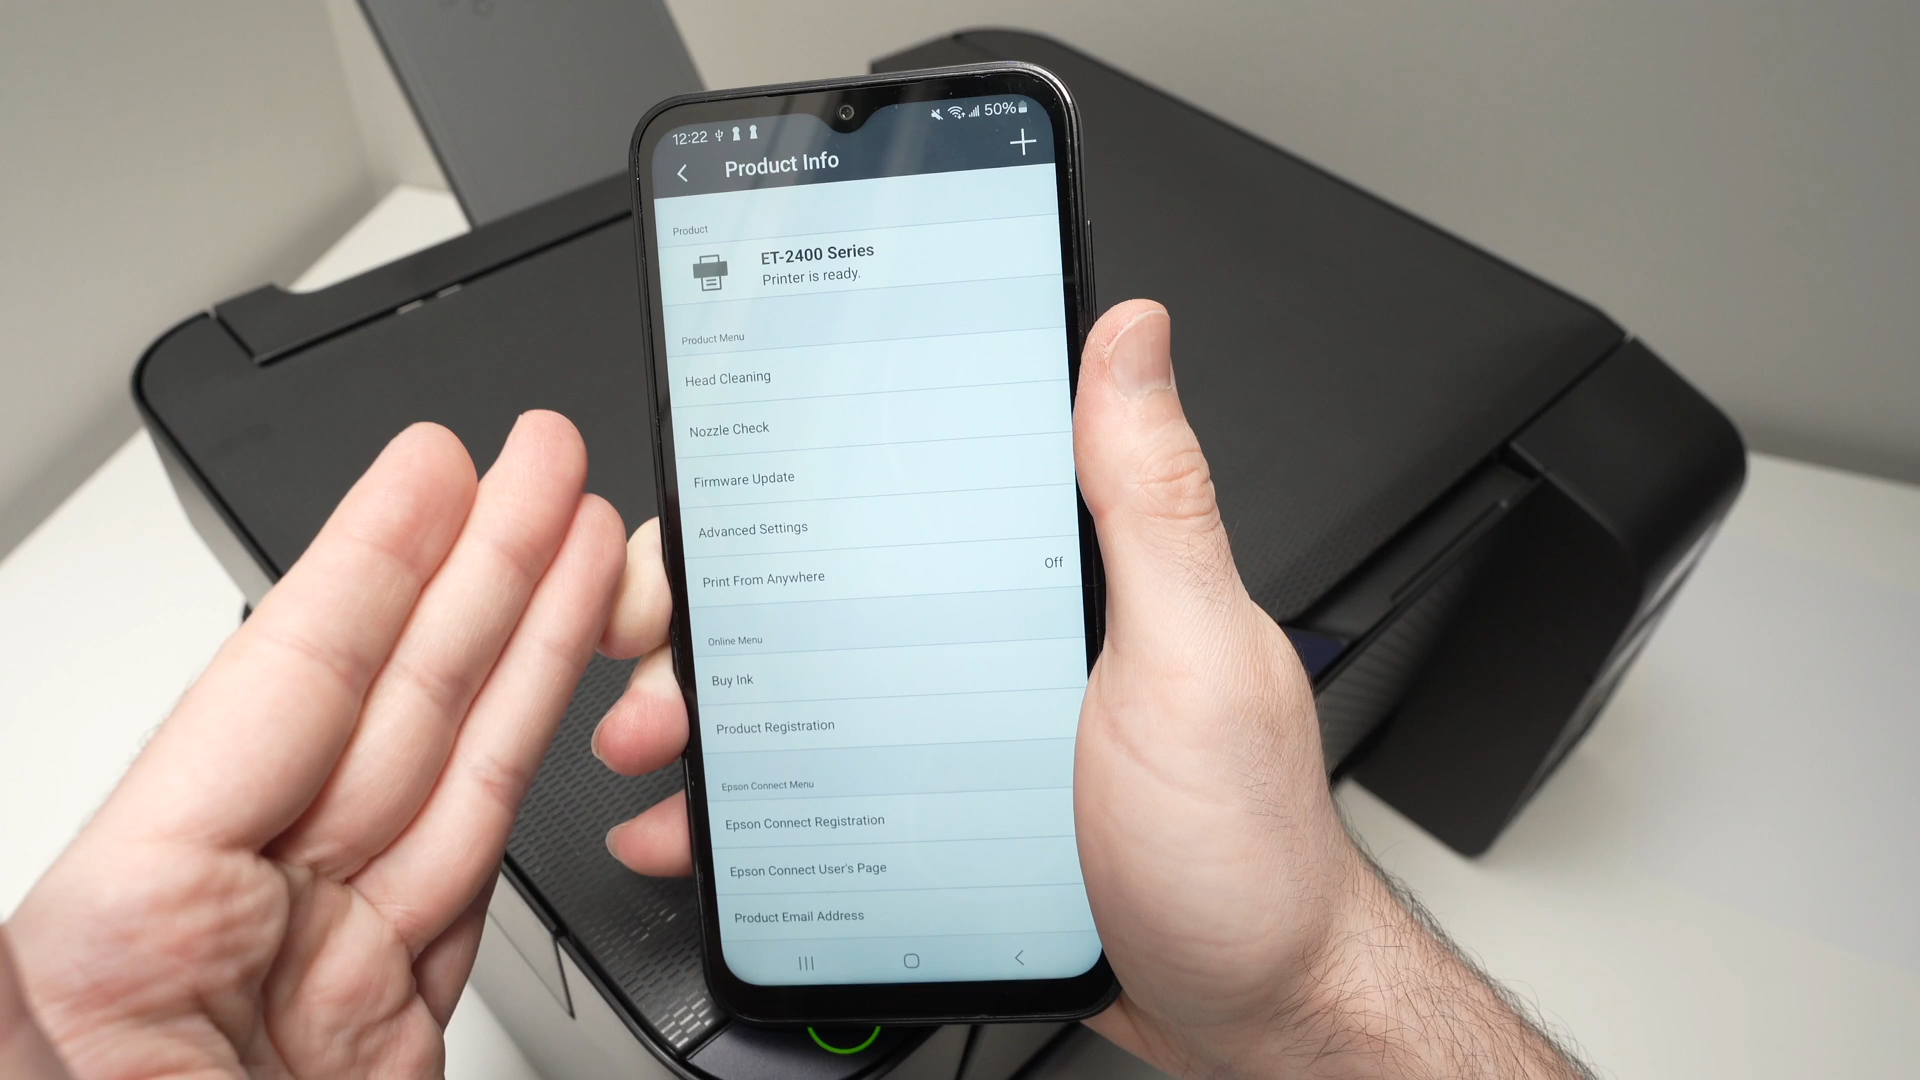 12:22
50%
Product Info
Product
ET-2400 Series
Printer is ready.
Product Menu
Head Cleaning
Nozzle Check
Firmware Update
Advanced Settings
Print From Anywhere Off
Online Menu
Buy Ink
Product Registration
Epson Connect Menu
Epson Connect Registration
Epson Connect User's Page
Product Email Address